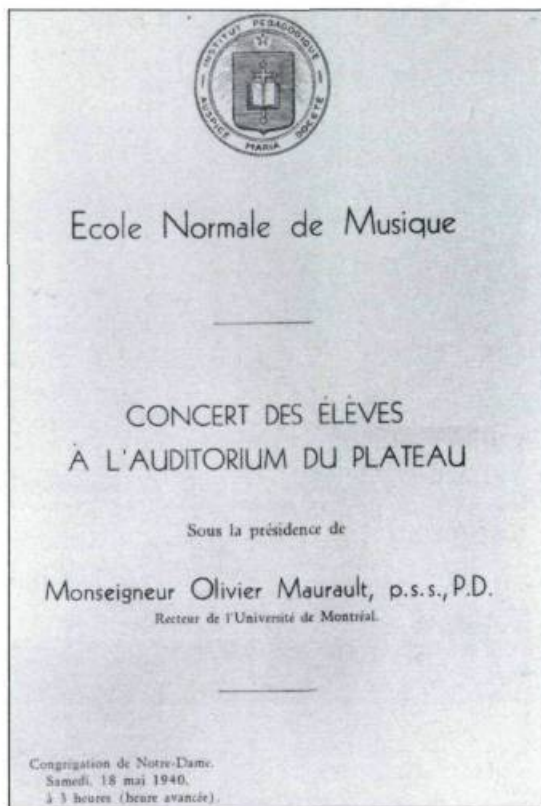 INSTITUT PÉDAGOGIQUE
AUSPICE MARIA DOCETE
Ecole Normale de Musique
CONCERT DES ÉLÈVES
À L'AUDITORIUM DU PLATEAU
Sous la présidence de
Monseigneur Olivier Maurault, p.s.s., P.D.
Recteur de l'Université de Montréal.
Congrégation de Notre-Dame.
Samedi, 18 mai 1940,
à 3 heures (heure avancée).